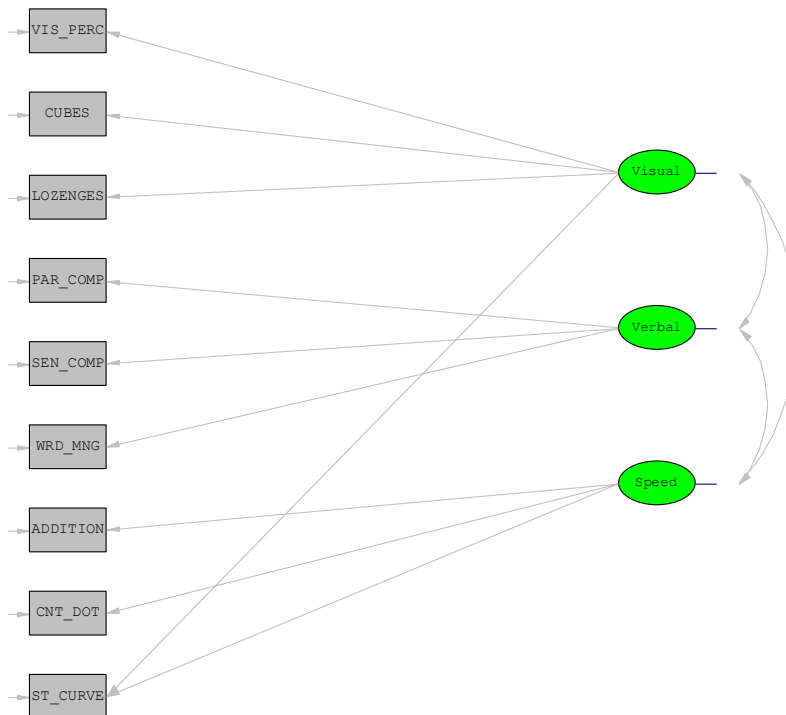 VIS_PERC
CUBES
LOZENGES
PAR_COMP
SEN_COMP
WRD_MNG
ADDITION
CNT_DOT
ST_CURVE
Visual
Verbal
Speed